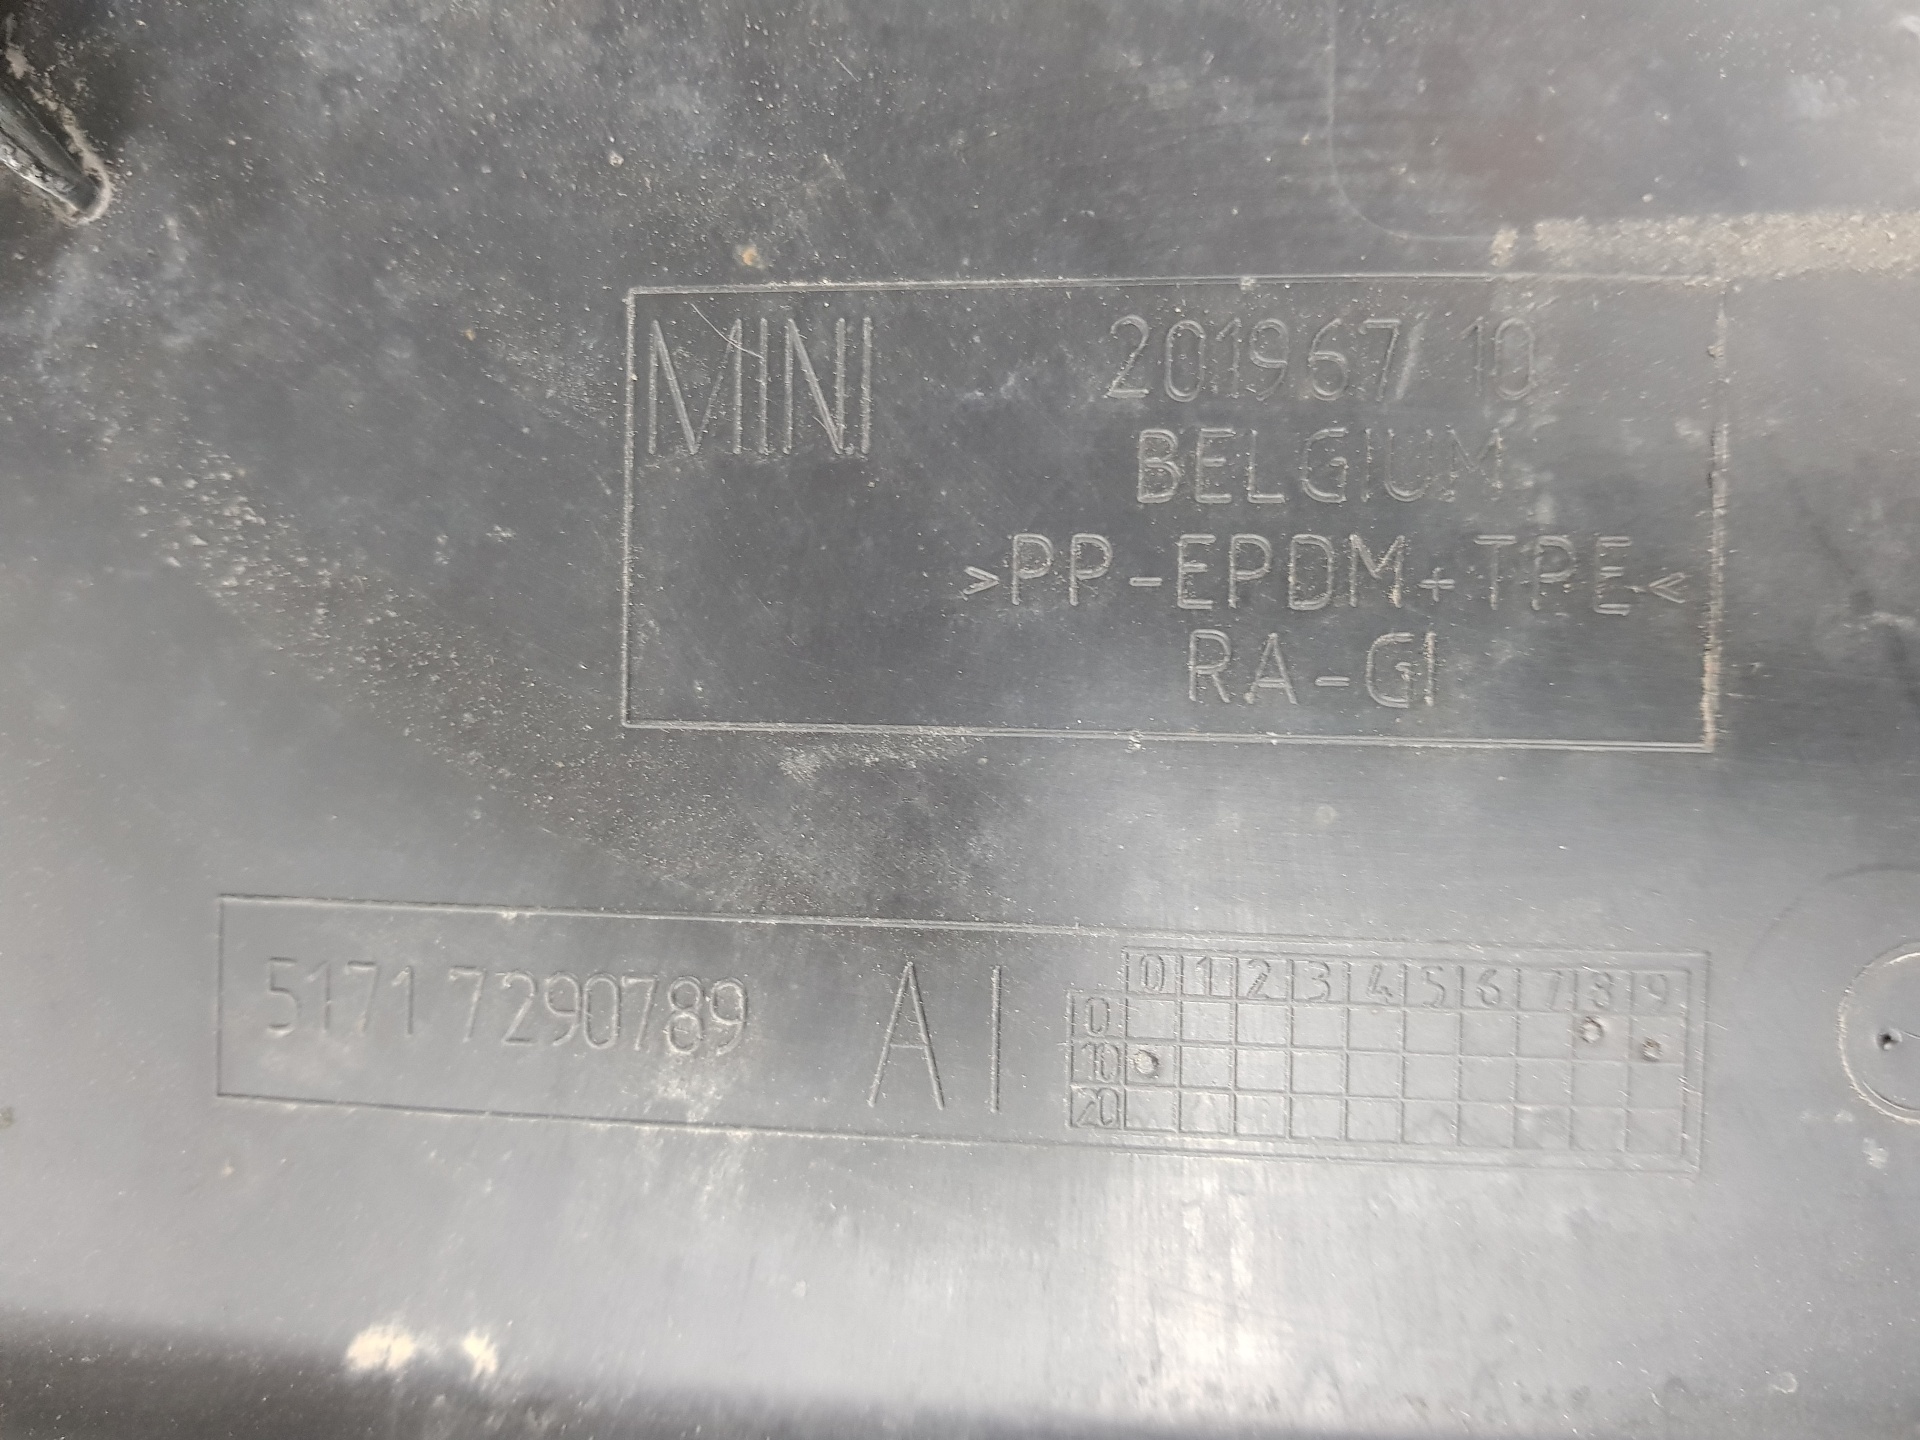 MINI
201967/10
BELGIUM
>PP-EPDM+TPE<
RA-GI
5171 7290789 AI
0 1 2 3 4 5 6 7 8 9
0
10
20